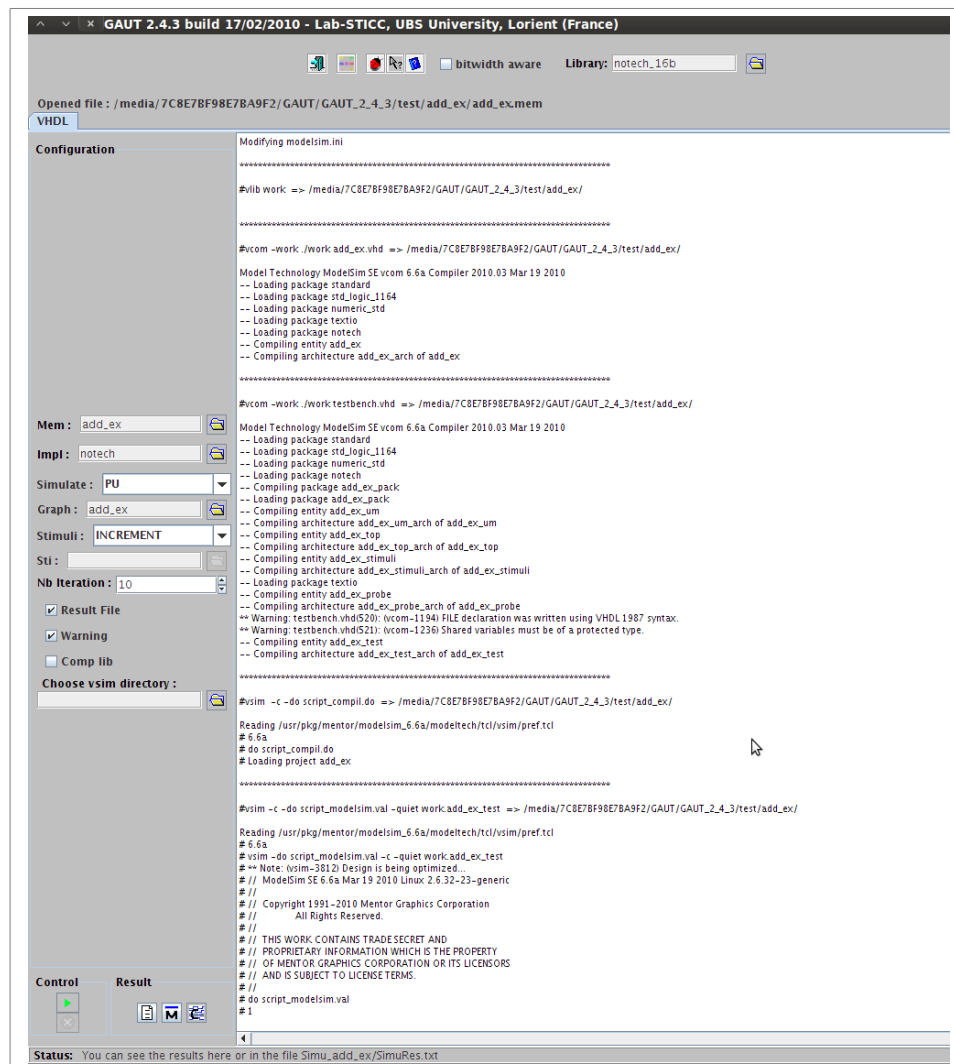 GAUT 2.4.3 build 17/02/2010 - Lab-STICC, UBS University, Lorient (France)
bitwidth aware Library: notech_16b
Opened file : /media/7C8E7BF98E7BA9F2/GAUT/GAUT_2_4_3/test/add_ex/add_ex.mem
VHDL
Configuration
Mem : add_ex
Impl : notech
Simulate : PU
Graph : add_ex
Stimuli : INCREMENT
Sti :
Nb Iteration : 10
Result File
Warning
Comp lib
Choose vsim directory :
Control Result
Modifying modelsim.ini
******************************************************************************************
#vlib work => /media/7C8E7BF98E7BA9F2/GAUT/GAUT_2_4_3/test/add_ex/
******************************************************************************************
#vcom -work ./work add_ex.vhd => /media/7C8E7BF98E7BA9F2/GAUT/GAUT_2_4_3/test/add_ex/
Model Technology ModelSim SE vcom 6.6a Compiler 2010.03 Mar 19 2010
-- Loading package standard
-- Loading package std_logic_1164
-- Loading package numeric_std
-- Loading package textio
-- Loading package notech
-- Compiling entity add_ex
-- Compiling architecture add_ex_arch of add_ex
******************************************************************************************
#vcom -work ./work testbench.vhd => /media/7C8E7BF98E7BA9F2/GAUT/GAUT_2_4_3/test/add_ex/
Model Technology ModelSim SE vcom 6.6a Compiler 2010.03 Mar 19 2010
-- Loading package standard
-- Loading package std_logic_1164
-- Loading package numeric_std
-- Loading package notech
-- Compiling package add_ex_pack
-- Loading package add_ex_pack
-- Compiling entity add_ex_um
-- Compiling architecture add_ex_um_arch of add_ex_um
-- Compiling entity add_ex_top
-- Compiling architecture add_ex_top_arch of add_ex_top
-- Compiling entity add_ex_stimuli
-- Compiling architecture add_ex_stimuli_arch of add_ex_stimuli
-- Loading package textio
-- Compiling entity add_ex_probe
-- Compiling architecture add_ex_probe_arch of add_ex_probe
** Warning: testbench.vhd(520): (vcom-1194) FILE declaration was written using VHDL 1987 syntax.
** Warning: testbench.vhd(521): (vcom-1236) Shared variables must be of a protected type.
-- Compiling entity add_ex_test
-- Compiling architecture add_ex_test_arch of add_ex_test
******************************************************************************************
#vsim -c -do script_compil.do => /media/7C8E7BF98E7BA9F2/GAUT/GAUT_2_4_3/test/add_ex/
Reading /usr/pkg/mentor/modelsim_6.6a/modeltech/tcl/vsim/pref.tcl
# 6.6a
# do script_compil.do
# Loading project add_ex
******************************************************************************************
#vsim -c -do script_modelsim.val -quiet work.add_ex_test => /media/7C8E7BF98E7BA9F2/GAUT/GAUT_2_4_3/test/add_ex/
Reading /usr/pkg/mentor/modelsim_6.6a/modeltech/tcl/vsim/pref.tcl
# 6.6a
# vsim -do script_modelsim.val -c -quiet work.add_ex_test
# ** Note: (vsim-3812) Design is being optimized...
# // ModelSim SE 6.6a Mar 19 2010 Linux 2.6.32-23-generic
# //
# // Copyright 1991-2010 Mentor Graphics Corporation
# // All Rights Reserved.
# //
# // THIS WORK CONTAINS TRADE SECRET AND
# // PROPRIETARY INFORMATION WHICH IS THE PROPERTY
# // OF MENTOR GRAPHICS CORPORATION OR ITS LICENSORS
# // AND IS SUBJECT TO LICENSE TERMS.
# //
# do script_modelsim.val
# 1
Status: You can see the results here or in the file Simu_add_ex/SimuRes.txt